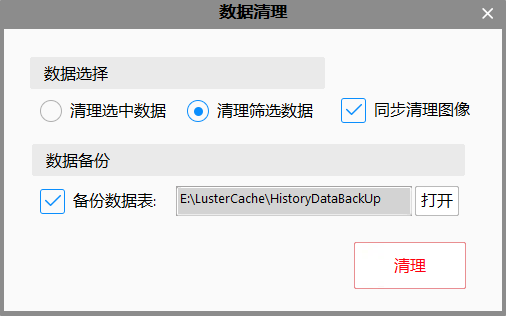 数据清理
数据选择
清理选中数据 清理筛选数据 同步清理图像
数据备份
备份数据表: E:\LusterCache\HistoryDataBackUp 打开
清理